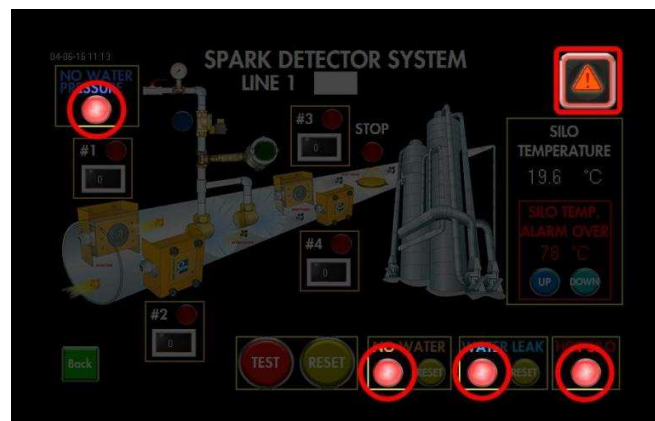 04-06-15 11:13
SPARK DETECTOR SYSTEM
LINE 1
NO WATER
PRESSURE
#1
0
#3
0
STOP
SILO
TEMPERATURE
19.6 °C
SILO TEMP.
ALARM OVER
78 °C
UP
DOWN
#4
0
#2
0
Back
TEST
RESET
NO WATER
RESET
WATER LEAK
RESET